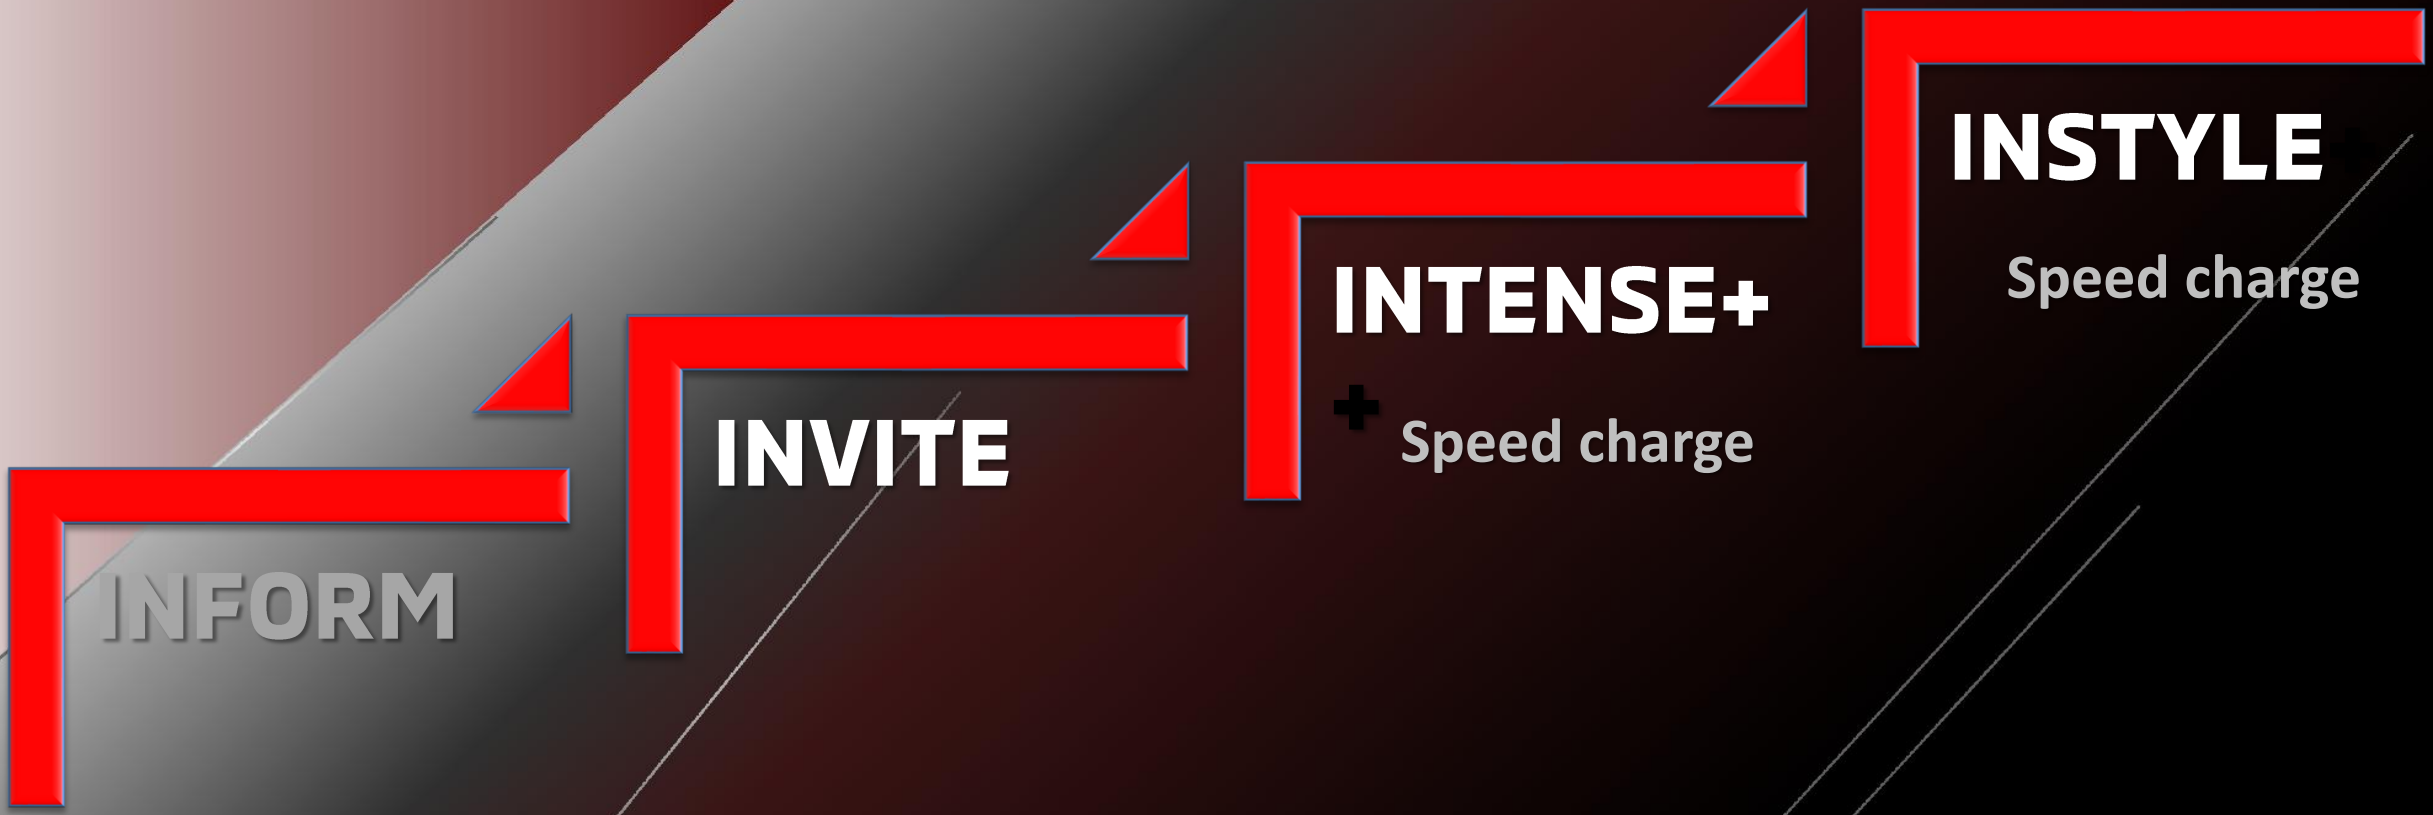 INFORM
INVITE
INTENSE+
+
Speed charge
INSTYLE+
Speed charge